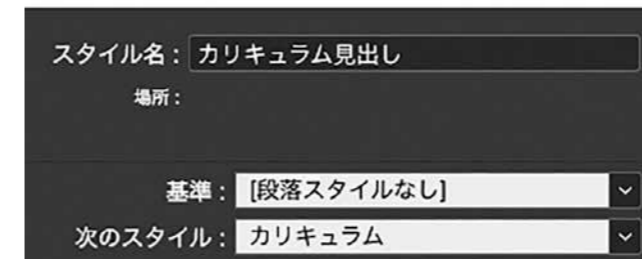 スタイル名：カリキュラム見出し
場所：
基準：[段落スタイルなし]
次のスタイル：カリキュラム